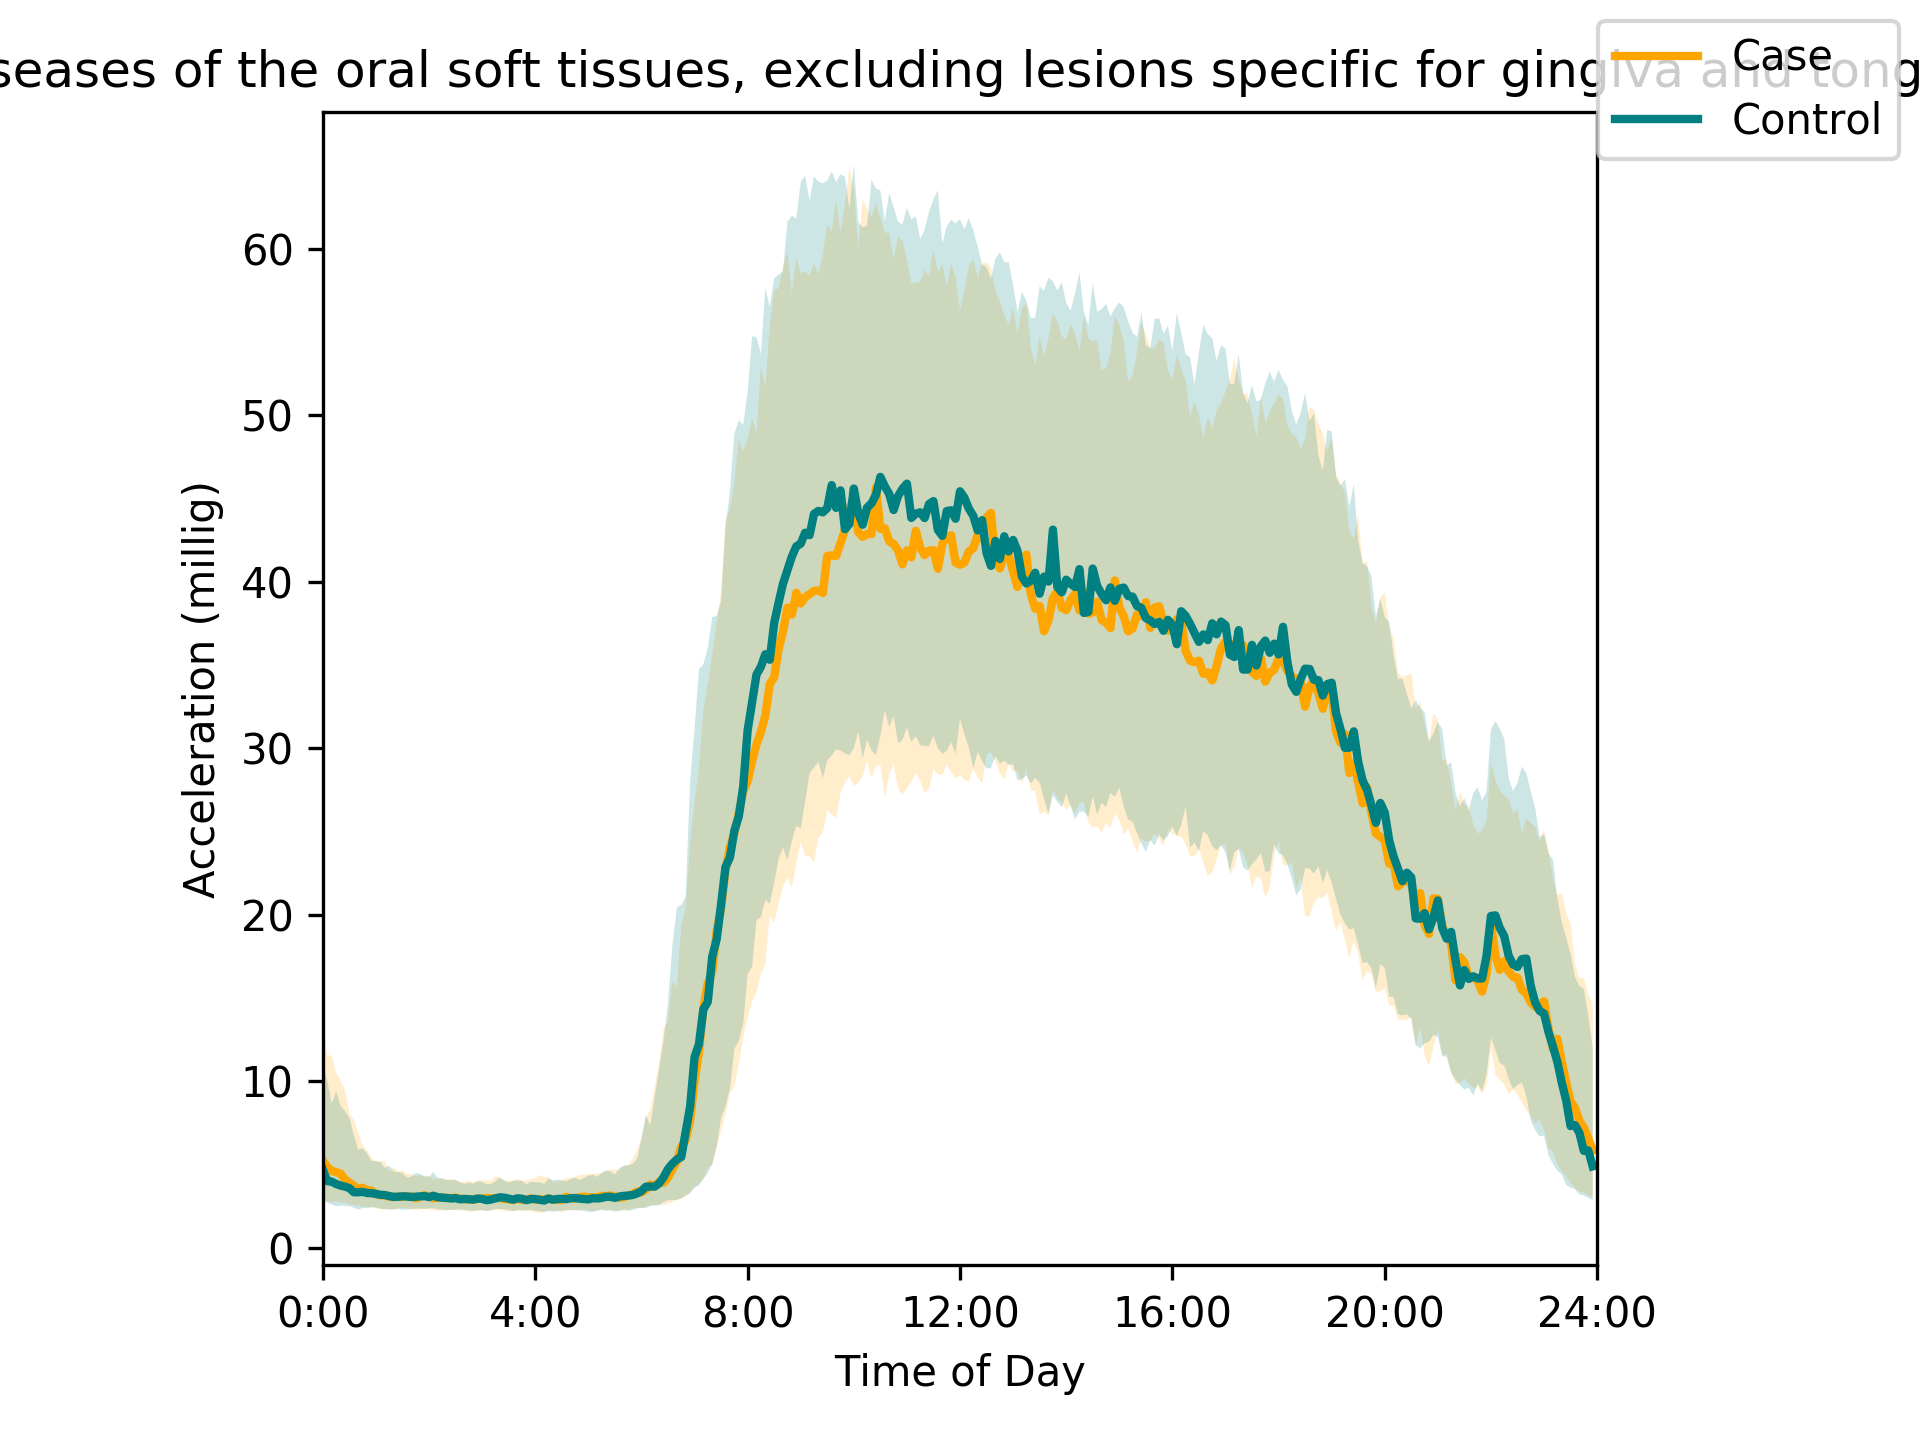 seases of the oral soft tissues, excluding lesions specific for gingiva and tong
Case
Control
Acceleration (millig)
60
50
40
30
20
10
0
0:00 4:00 8:00 12:00 16:00 20:00 24:00
Time of Day